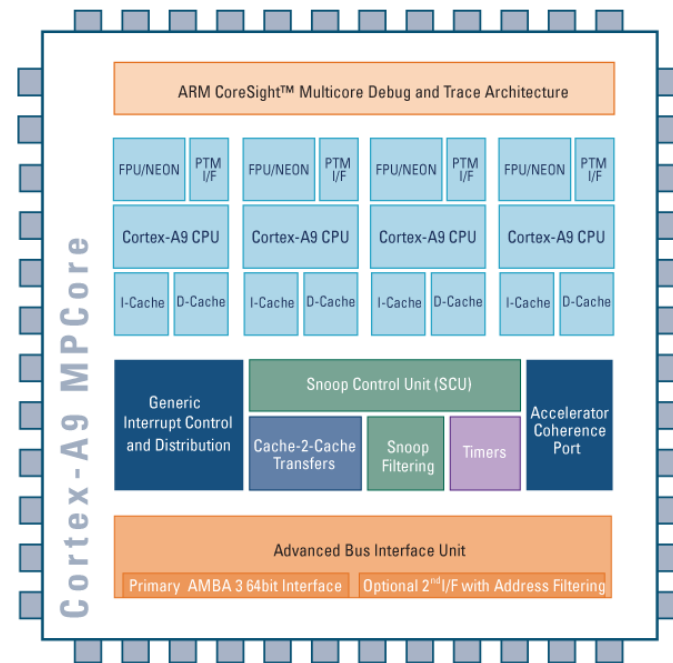 Cortex-A9 MPCore
ARM CoreSight™ Multicore Debug and Trace Architecture
FPU/NEON
PTM
I/F
FPU/NEON
PTM
I/F
FPU/NEON
PTM
I/F
FPU/NEON
PTM
I/F
Cortex-A9 CPU
Cortex-A9 CPU
Cortex-A9 CPU
Cortex-A9 CPU
I-Cache
D-Cache
I-Cache
D-Cache
I-Cache
D-Cache
I-Cache
D-Cache
Generic
Interrupt Control
and Distribution
Snoop Control Unit (SCU)
Cache-2-Cache
Transfers
Snoop
Filtering
Timers
Accelerator
Coherence
Port
Advanced Bus Interface Unit
Primary AMBA 3 64bit Interface
Optional 2ⁿᵈ I/F with Address Filtering